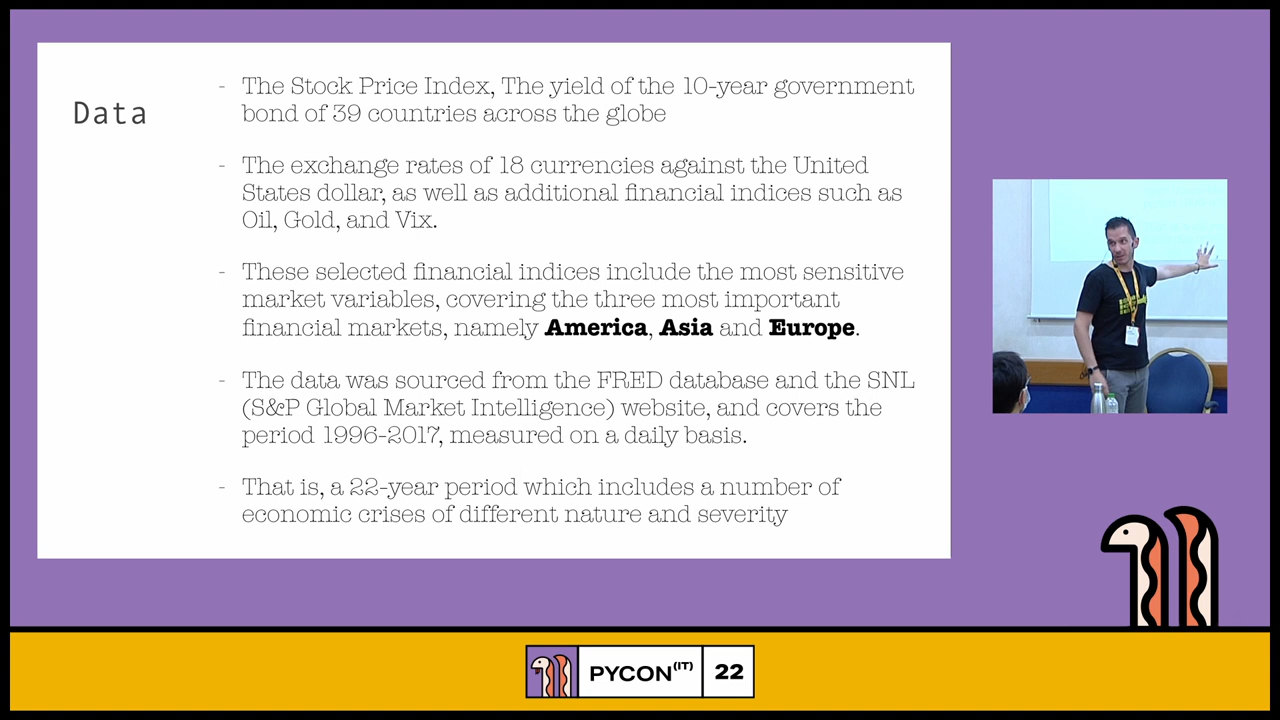 Data
- The Stock Price Index, The yield of the 10-year government
bond of 39 countries across the globe
- The exchange rates of 18 currencies against the United
States dollar, as well as additional financial indices such as
Oil, Gold, and Vix.
- These selected financial indices include the most sensitive
market variables, covering the three most important
financial markets, namely America, Asia and Europe.
- The data was sourced from the FRED database and the SNL
(S&P Global Market Intelligence) website, and covers the
period 1996-2017, measured on a daily basis.
- That is, a 22-year period which includes a number of
economic crises of different nature and severity
PYCON(IT) 22